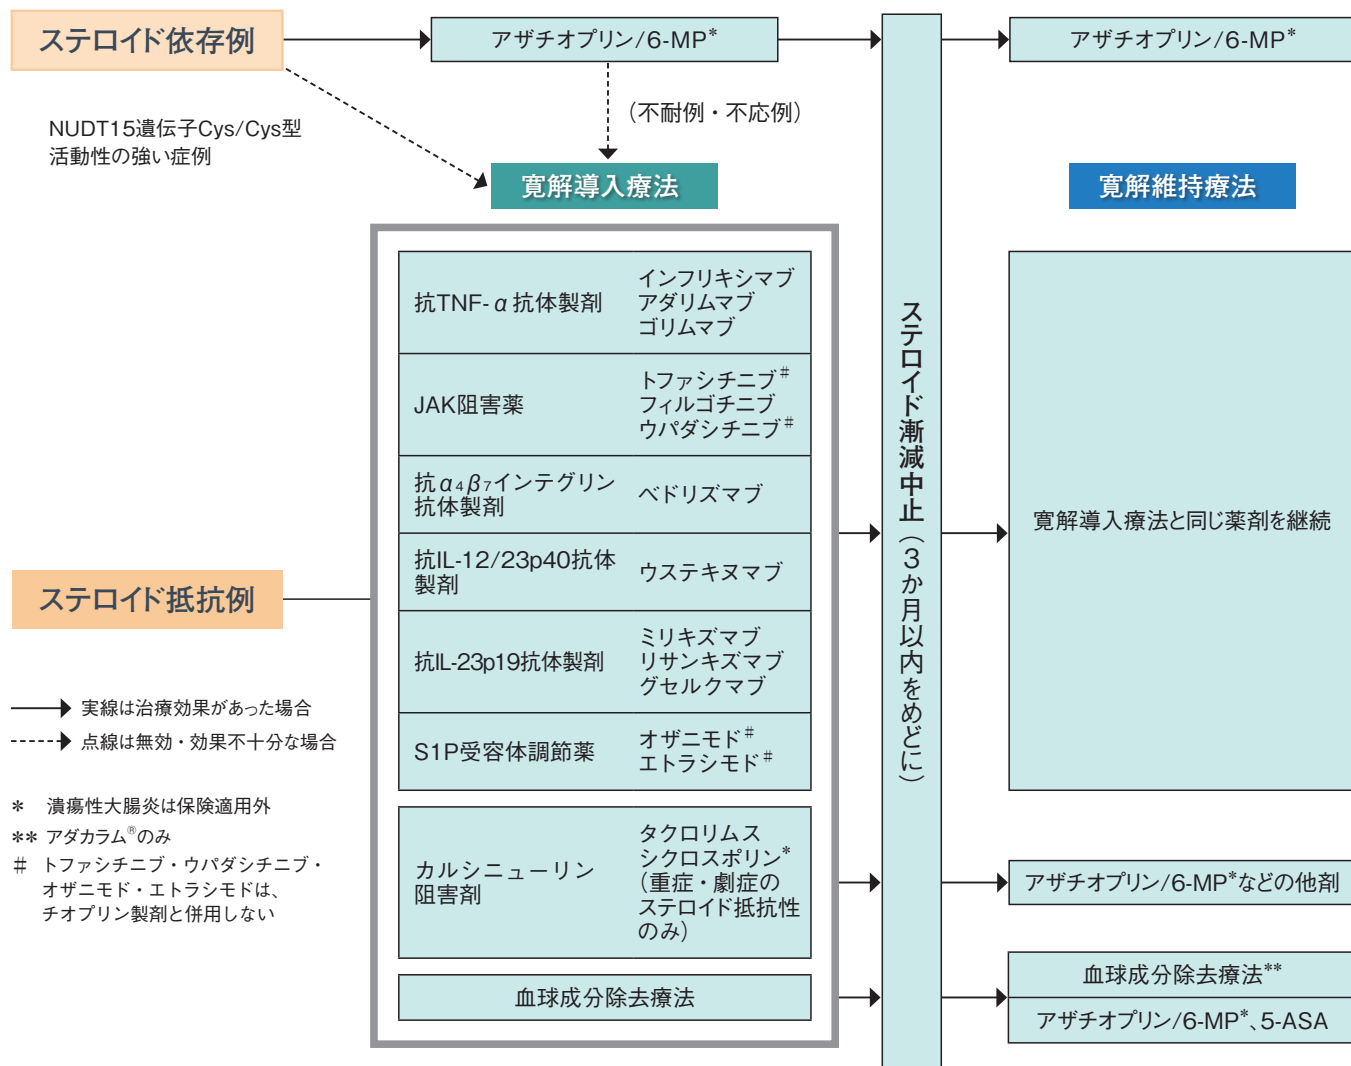 ステロイド依存例
アザチオプリン/6-MP*
アザチオプリン/6-MP*
(不耐例・不応例)
NUDT15遺伝子Cys/Cys型
活動性の強い症例
寛解導入療法
寛解維持療法
抗TNF-α抗体製剤
インフリキシマブ
アダリムマブ
ゴリムマブ
JAK阻害薬
トファシチニブ#
フィルゴチニブ
ウパダシチニブ#
抗α4β7インテグリン
抗体製剤
ベドリズマブ
抗IL-12/23p40抗体
製剤
ウステキヌマブ
抗IL-23p19抗体製剤
ミリキズマブ
リサンキズマブ
グセルクマブ
S1P受容体調節薬
オザニモド#
エトラシモド#
カルシニューリン
阻害剤
タクロリムス
シクロスポリン*
(重症・劇症の
ステロイド抵抗性
のみ)
血球成分除去療法
ステロイド漸減中止(3か月以内をめどに)
寛解導入療法と同じ薬剤を継続
アザチオプリン/6-MP*などの他剤
血球成分除去療法**
アザチオプリン/6-MP*、5-ASA
ステロイド抵抗例
実線は治療効果があった場合
点線は無効・効果不十分な場合
* 潰瘍性大腸炎は保険適用外
** アダカラム®のみ
# トファシチニブ・ウパダシチニブ・
オザニモド・エトラシモドは、
チオプリン製剤と併用しない